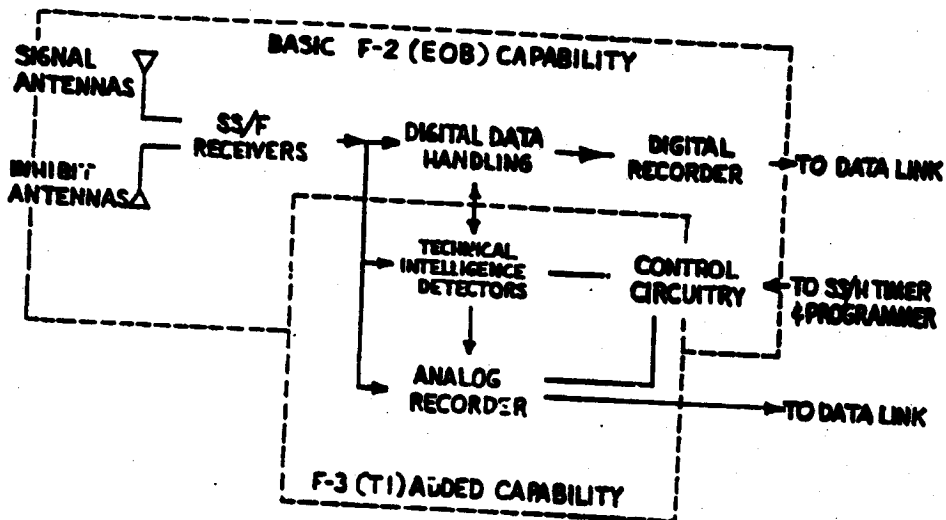 BASIC F-2 (EOB) CAPABILITY
SIGNAL
ANTENNAS
SS/F
RECEIVERS
DIGITAL DATA
HANDLING
DIGITAL
RECORDER
TO DATA LINK
INHIBIT
ANTENNAS
TECHNICAL
INTELLIGENCE
DETECTORS
CONTROL
CIRCUITRY
TO SS/H TIMER
& PROGRAMMER
ANALOG
RECORDER
TO DATA LINK
F-3 (TI) ADDED CAPABILITY